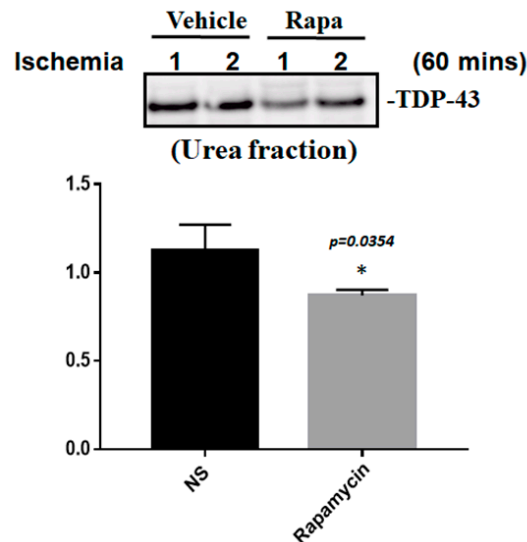 Vehicle Rapa
Ischemia 1 2 1 2 (60 mins)
-TDP-43
(Urea fraction)
1.5
p=0.0354
*
1.0
0.5
0.0
NS
Rapamycin